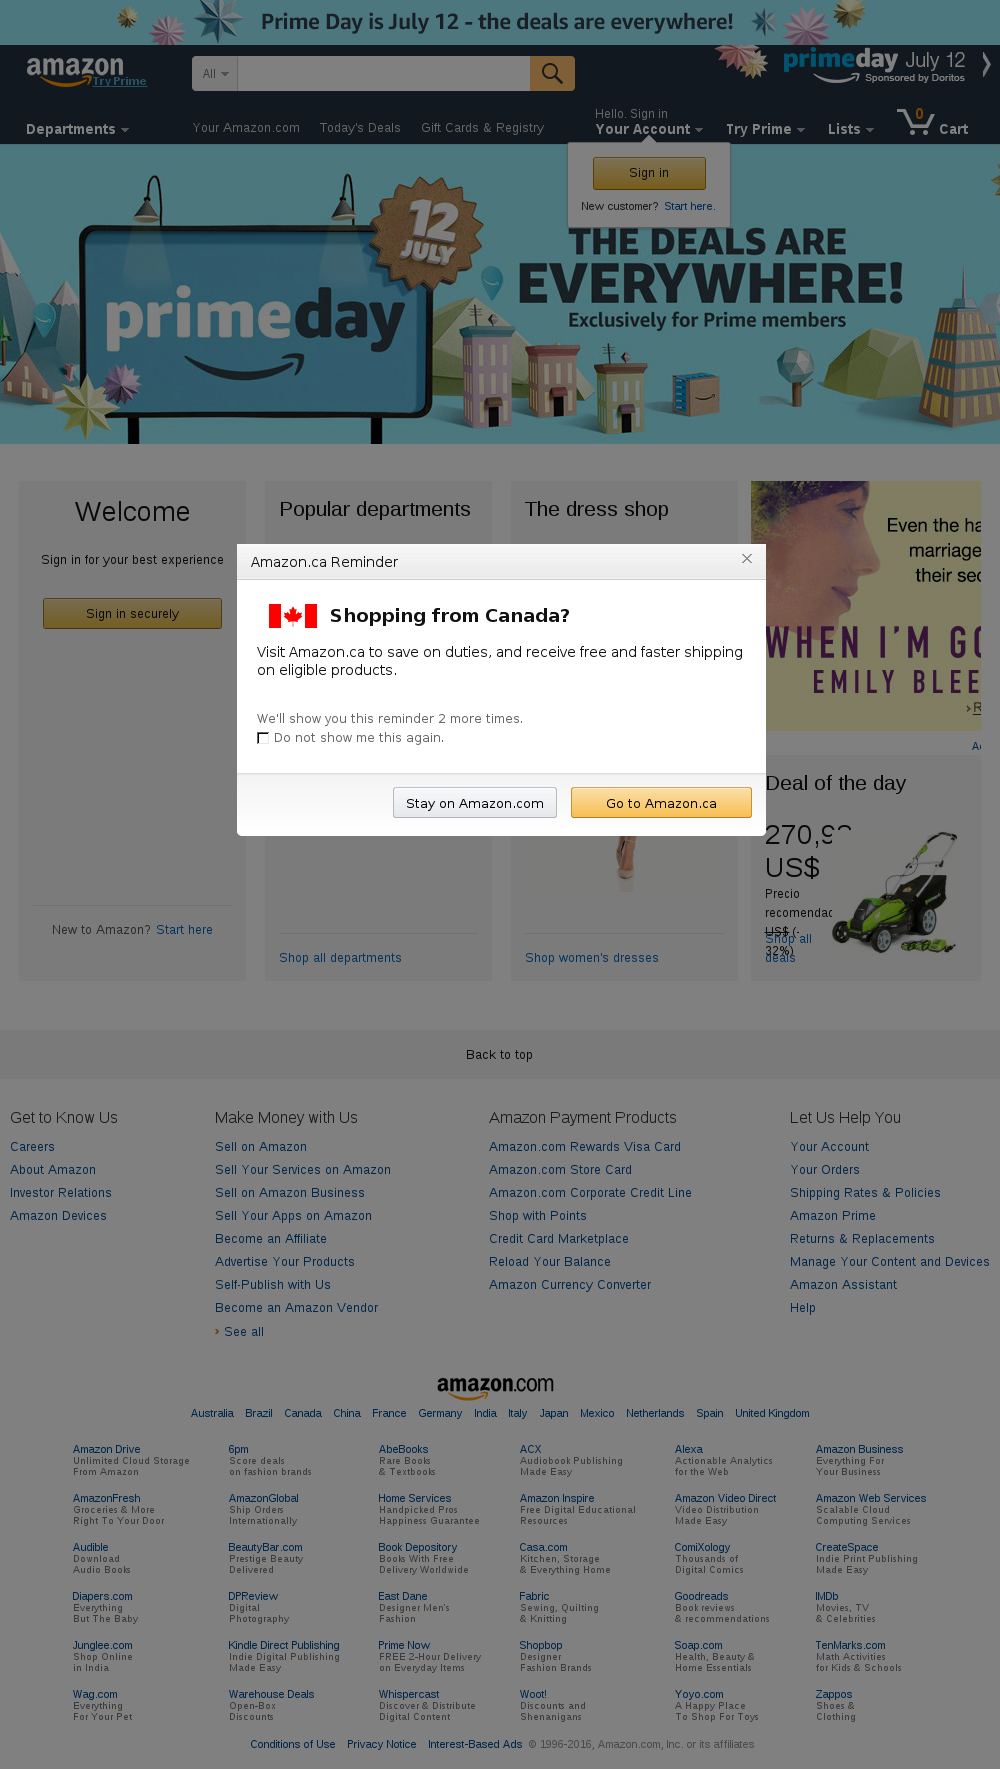 Prime Day is July 12 - the deals are everywhere!
amazon
Try Prime
All
primeday July 12
Sponsored by Doritos
Departments
Your Amazon.com Today's Deals Gift Cards & Registry
Hello. Sign in
Your Account
Try Prime
Lists
0
Cart
Sign in
New customer? Start here.
12
JULY
primeday
THE DEALS ARE
EVERYWHERE!
Exclusively for Prime members
Welcome
Sign in for your best experience
Sign in securely
New to Amazon? Start here
Popular departments
Shop all departments
The dress shop
Shop women's dresses
Even the
marriage
their
WHEN I'M
EMILY
Deal of the day
US$
Precio
US$ (-
32%)
Shop all
deals
Amazon.ca Reminder
Shopping from Canada?
Visit Amazon.ca to save on duties, and receive free and faster shipping
on eligible products.
We'll show you this reminder 2 more times.
Do not show me this again.
Stay on Amazon.com
Go to Amazon.ca
Back to top
Get to Know Us
Careers
About Amazon
Investor Relations
Amazon Devices
Make Money with Us
Sell on Amazon
Sell Your Services on Amazon
Sell on Amazon Business
Sell Your Apps on Amazon
Become an Affiliate
Advertise Your Products
Self-Publish with Us
Become an Amazon Vendor
› See all
Amazon Payment Products
Amazon.com Rewards Visa Card
Amazon.com Store Card
Amazon.com Corporate Credit Line
Shop with Points
Credit Card Marketplace
Reload Your Balance
Amazon Currency Converter
Let Us Help You
Your Account
Your Orders
Shipping Rates & Policies
Amazon Prime
Returns & Replacements
Manage Your Content and Devices
Amazon Assistant
Help
amazon.com
Australia Brazil Canada China France Germany India Italy Japan Mexico Netherlands Spain United Kingdom
Amazon Drive
Unlimited Cloud Storage
From Amazon
6pm
Score deals
on fashion brands
AbeBooks
Rare Books
& Textbooks
ACX
Audiobook Publishing
Made Easy
Alexa
Actionable Analytics
for the Web
Amazon Business
Everything For
Your Business
AmazonFresh
Groceries & More
Right To Your Door
AmazonGlobal
Ship Orders
Internationally
Home Services
Handpicked Pros
Happiness Guarantee
Amazon Inspire
Free Digital Educational
Resources
Amazon Video Direct
Video Distribution
Made Easy
Amazon Web Services
Scalable Cloud
Computing Services
Audible
Download
Audio Books
BeautyBar.com
Prestige Beauty
Delivered
Book Depository
Books With Free
Delivery Worldwide
Casa.com
Kitchen, Storage
& Everything Home
ComiXology
Thousands of
Digital Comics
CreateSpace
Indie Print Publishing
Made Easy
Diapers.com
Everything
But The Baby
DPReview
Digital
Photography
East Dane
Designer Men's
Fashion
Fabric
Sewing, Quilting
& Knitting
Goodreads
Book reviews
& recommendations
IMDb
Movies, TV
& Celebrities
Junglee.com
Shop Online
in India
Kindle Direct Publishing
Indie Digital Publishing
Made Easy
Prime Now
FREE 2-Hour Delivery
on Everyday Items
Shopbop
Designer
Fashion Brands
Soap.com
Health, Beauty &
Home Essentials
TenMarks.com
Math Activities
for Kids & Schools
Wag.com
Everything
For Your Pet
Warehouse Deals
Open-Box
Discounts
Whispercast
Discover & Distribute
Digital Content
Woot!
Discounts and
Shenanigans
Yoyo.com
A Happy Place
To Shop For Toys
Zappos
Shoes &
Clothing
Conditions of Use Privacy Notice Interest-Based Ads © 1996-2016, Amazon.com, Inc. or its affiliates